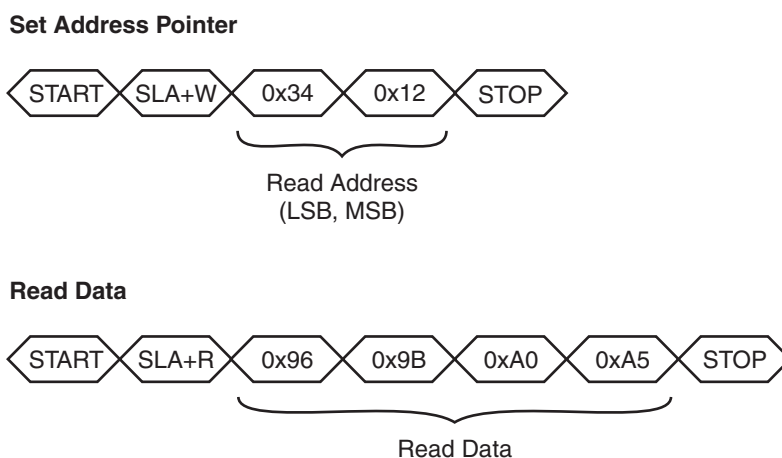 Set Address Pointer
START SLA+W 0x34 0x12 STOP
Read Address
(LSB, MSB)
Read Data
START SLA+R 0x96 0x9B 0xA0 0xA5 STOP
Read Data